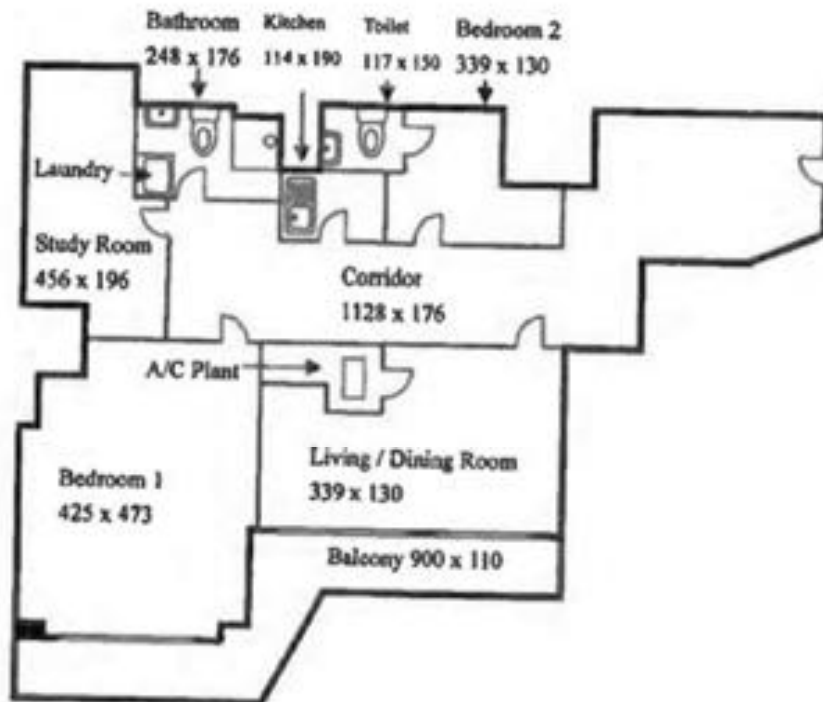 Bathroom
248 x 176
Kitchen
114 x 190
Toilet
117 x 150
Bedroom 2
339 x 130
Laundry
Study Room
456 x 196
Corridor
1128 x 176
A/C Plant
Bedroom 1
425 x 473
Living / Dining Room
339 x 130
Balcony 900 x 110